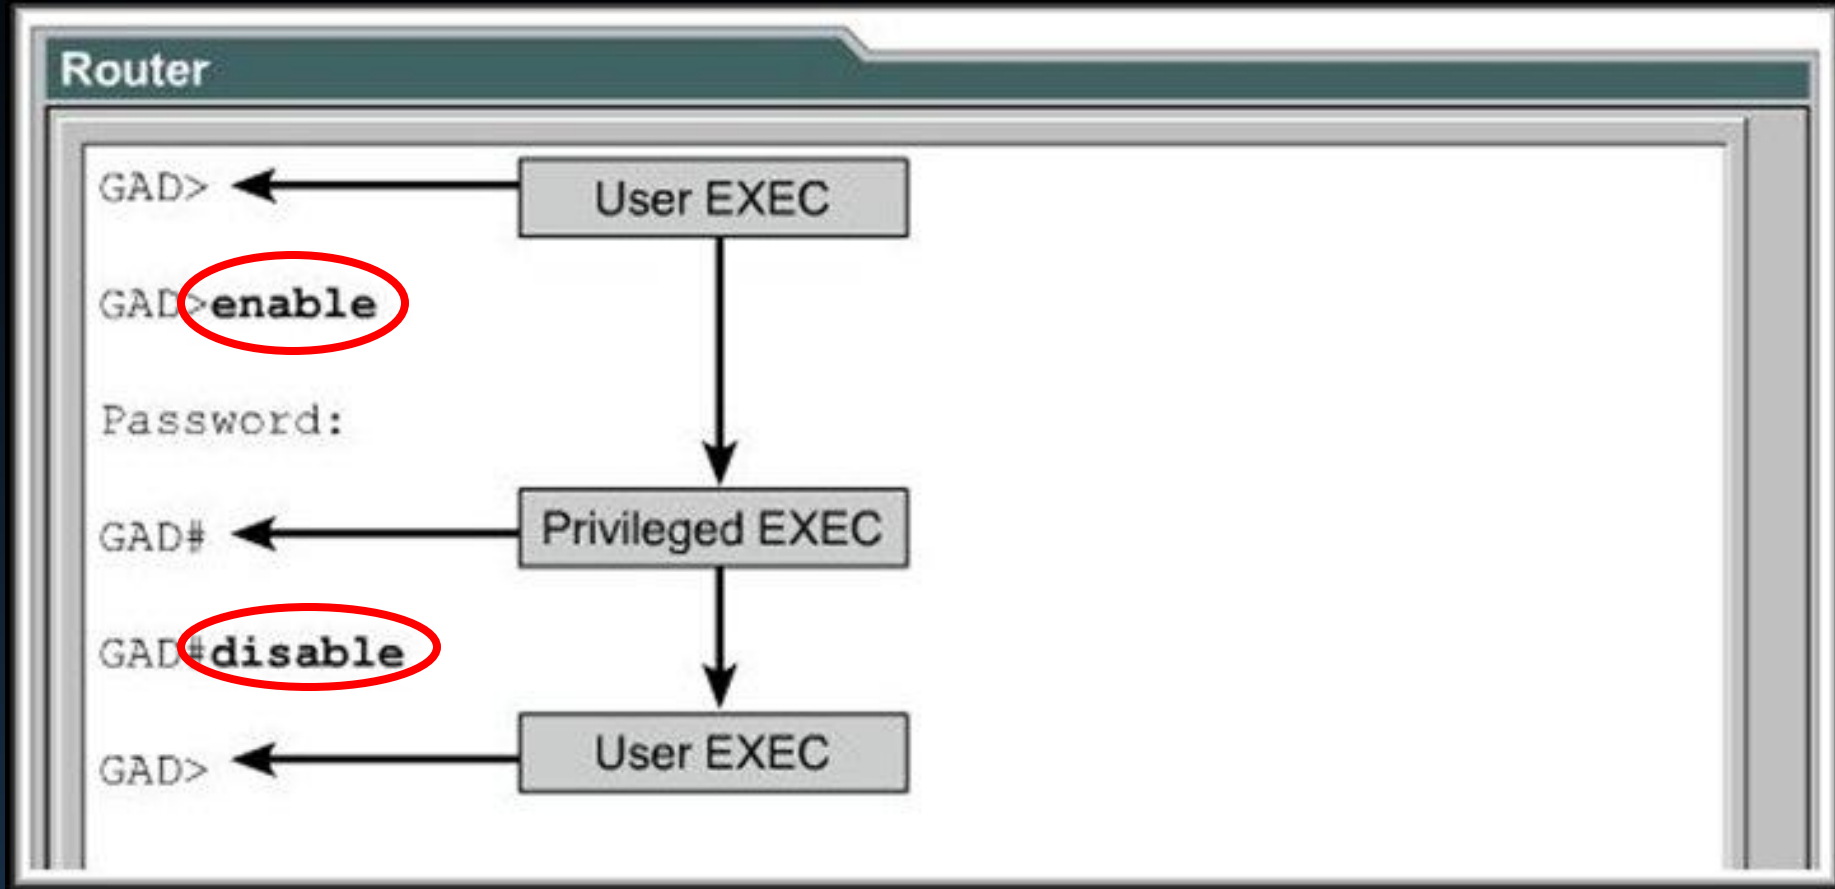 Router
GAD>
User EXEC
GAD>enable
Password:
GAD#
Privileged EXEC
GAD#disable
GAD>
User EXEC